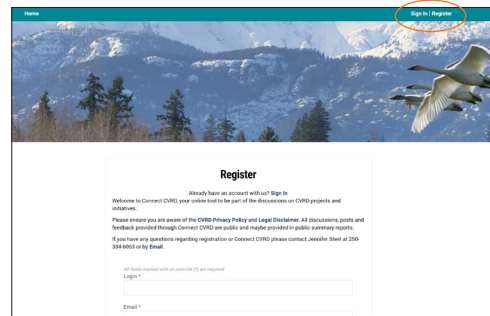 Home
Sign In | Register
Register
Already have an account with us? Sign In
Welcome to Connect CVRD, your online tool to be part of the discussions on CVRD projects and
initiatives.
Please ensure you are aware of the CVRD Privacy Policy and Legal Disclaimer. All discussions, posts and
feedback provided through Connect CVRD are public and maybe provided in public summary reports.
If you have any questions regarding registration or Connect CVRD please contact Jennifer Steel at 250-
334-6053 or by Email.
All fields marked with an asterisk (*) are required
Login *
Email *